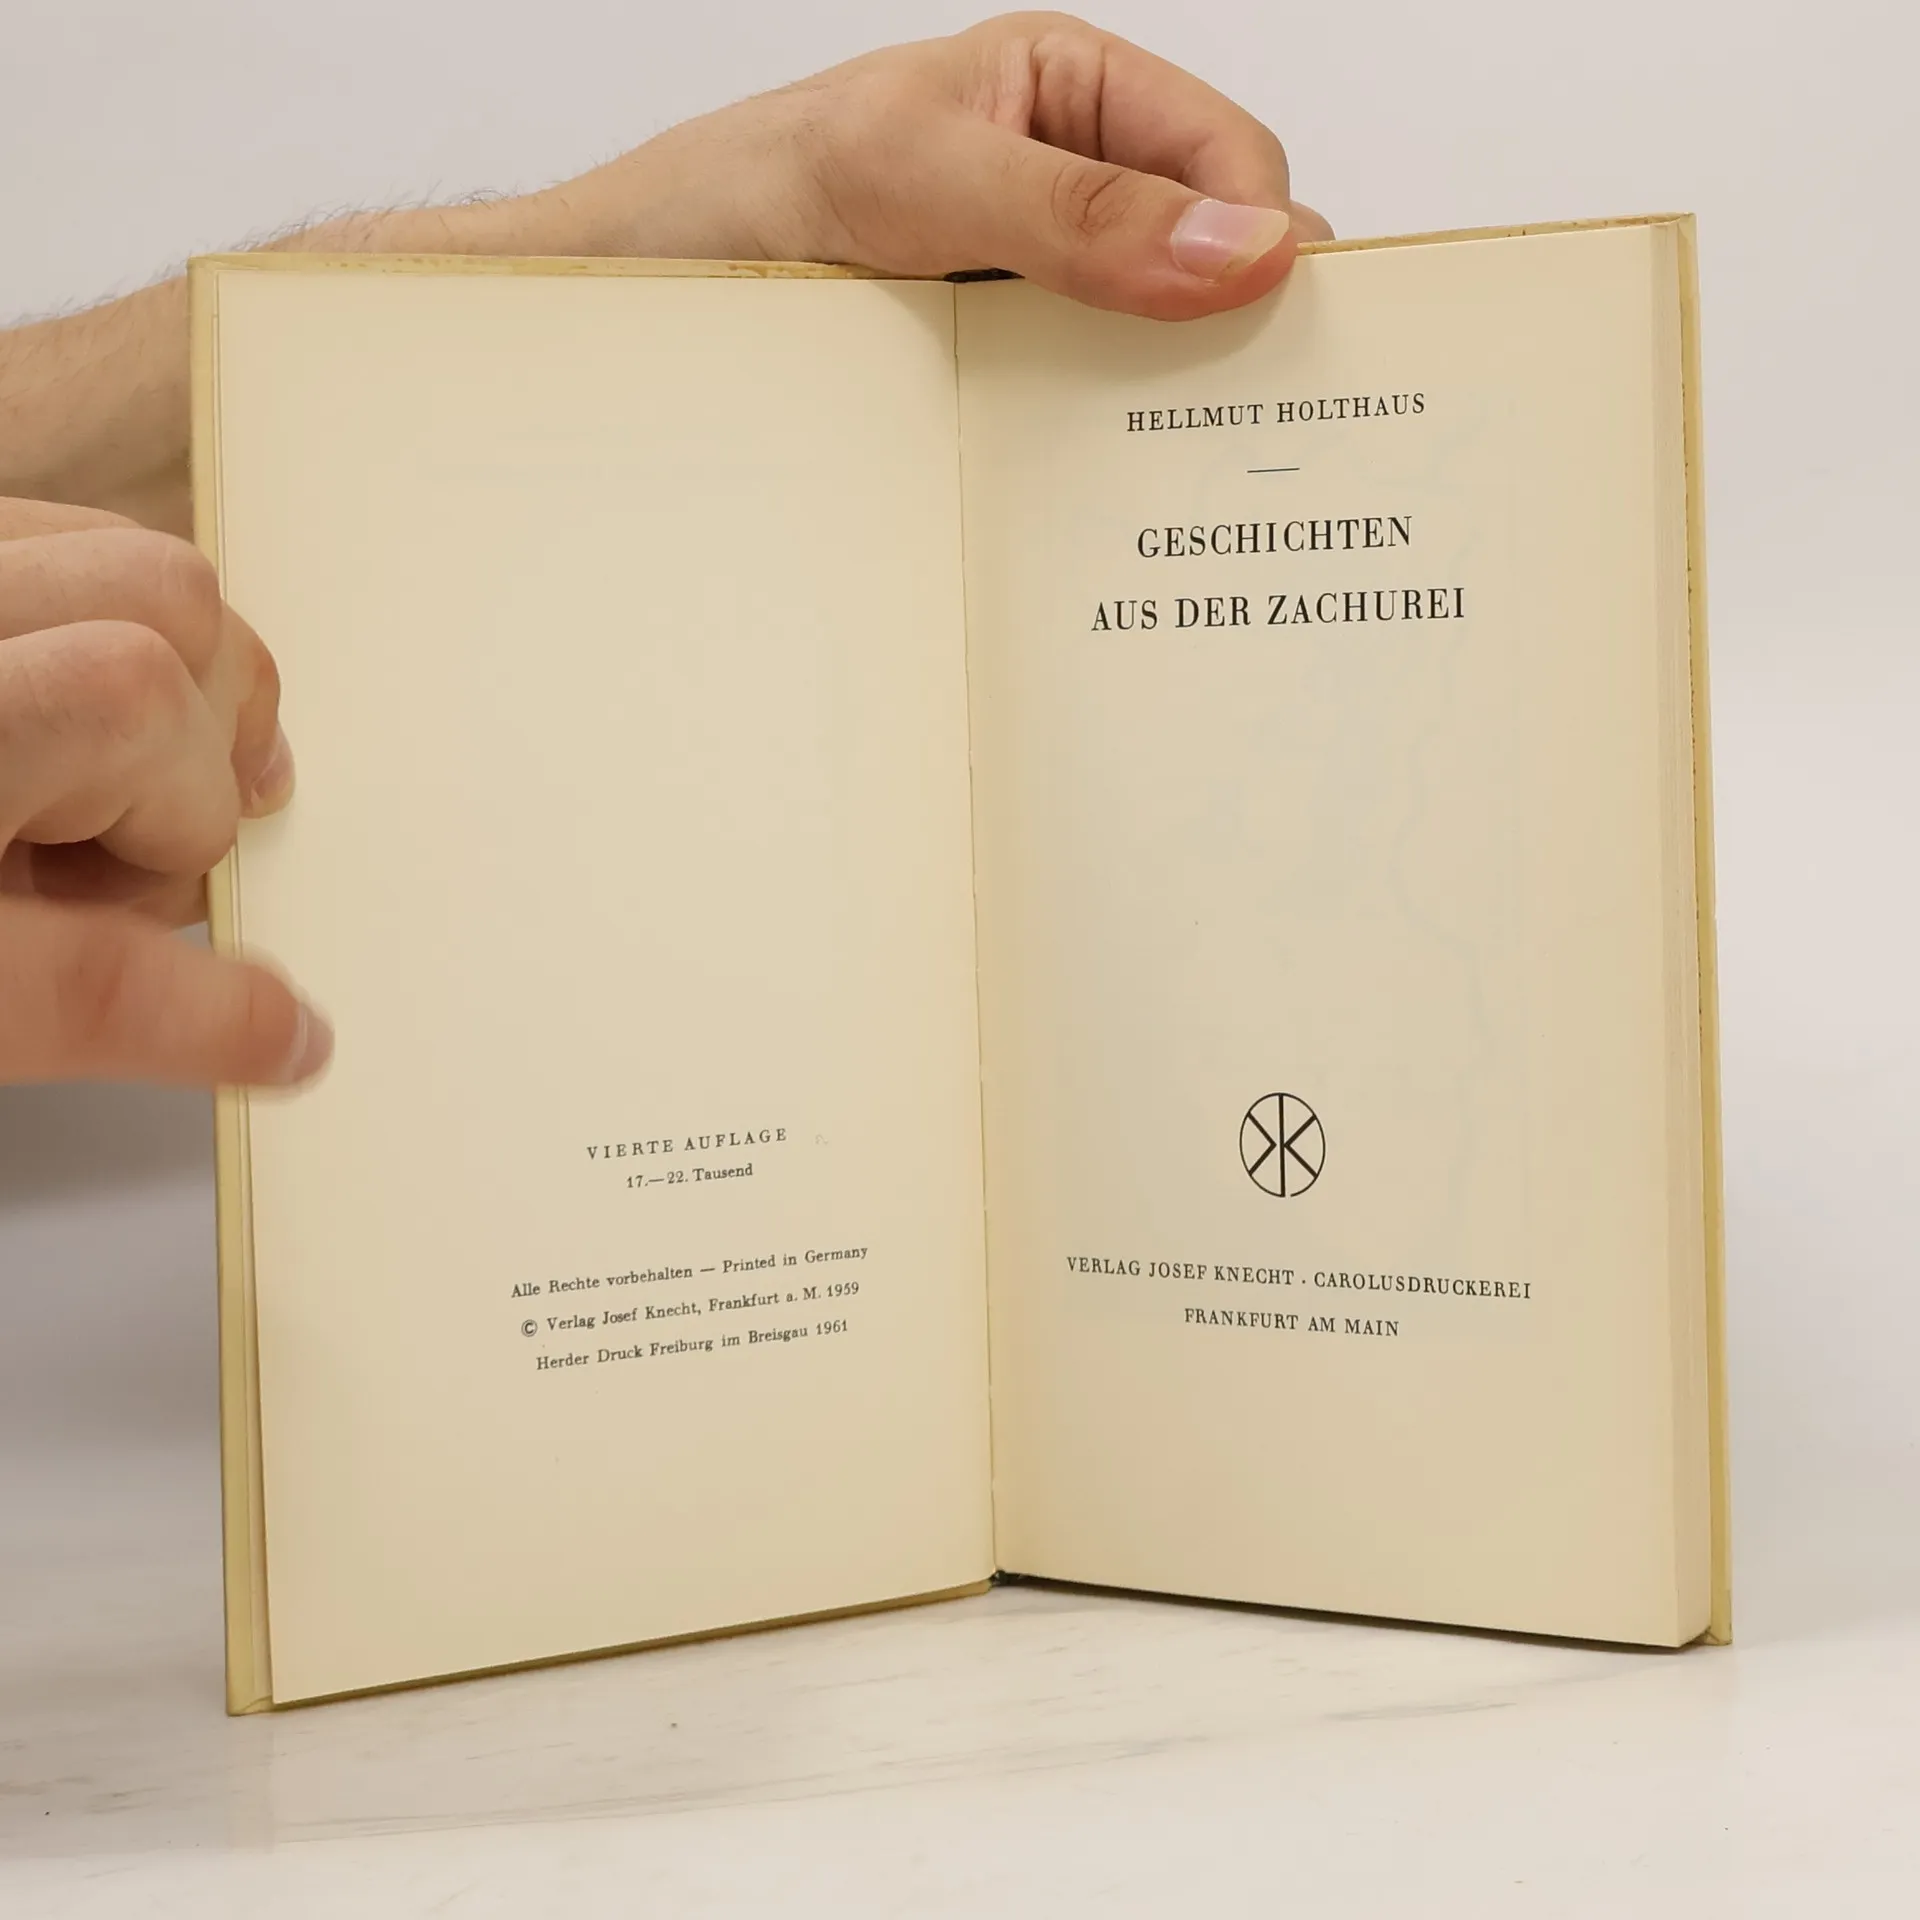 VIERTE AUFLAGE
17.—22. Tausend
Alle Rechte vorbehalten — Printed in Germany
© Verlag Josef Knecht, Frankfurt a. M. 1959
Herder Druck Freiburg im Breisgau 1961
HELLMUT HOLTHAUS
GESCHICHTEN
AUS DER ZACHUREI
VERLAG JOSEF KNECHT . CAROLUSDRUCKEREI
FRANKFURT AM MAIN